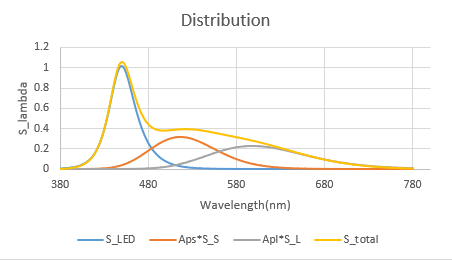 Distribution
1.2
1
0.8
0.6
0.4
0.2
0
S_lambda
380 480 580 680 780
Wavelength(nm)
S_LED Aps*S_S Apl*S_L S_total